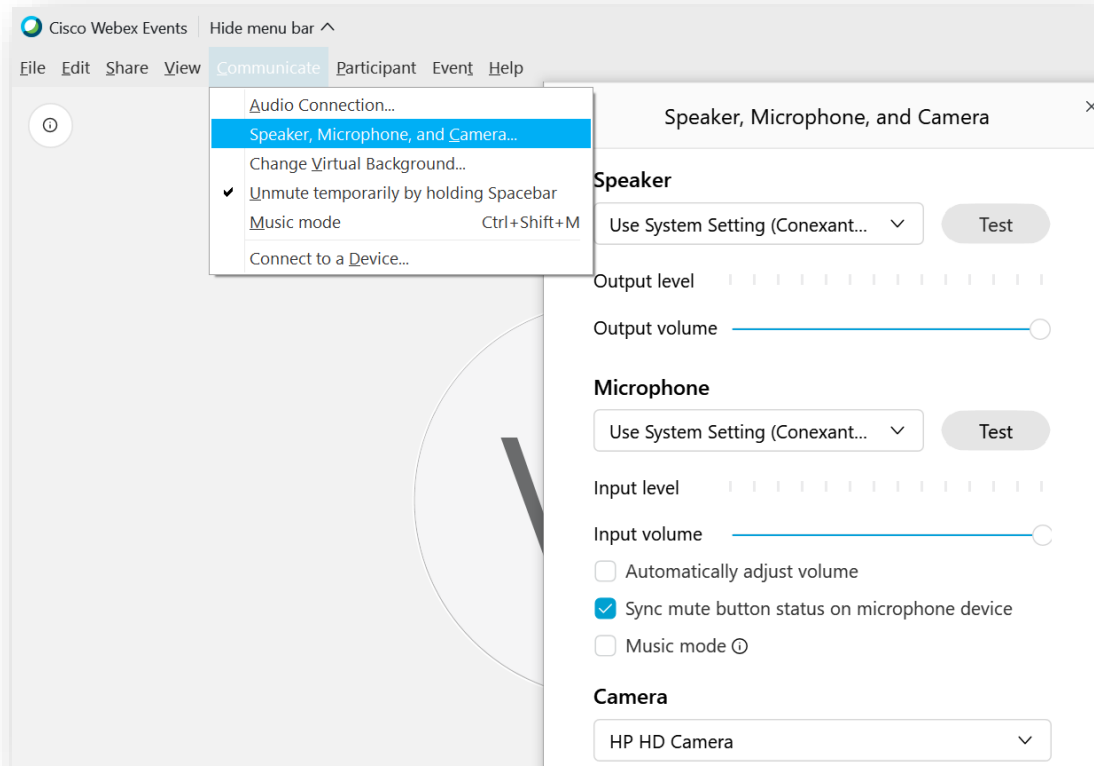 Cisco Webex Events Hide menu bar
File Edit Share View Communicate Participant Event Help
Audio Connection...
Speaker, Microphone, and Camera...
Change Virtual Background...
Unmute temporarily by holding Spacebar
Music mode Ctrl+Shift+M
Connect to a Device...
Speaker, Microphone, and Camera
Speaker
Use System Setting (Conexant... Test
Output level
Output volume
Microphone
Use System Setting (Conexant... Test
Input level
Input volume
Automatically adjust volume
Sync mute button status on microphone device
Music mode
Camera
HP HD Camera